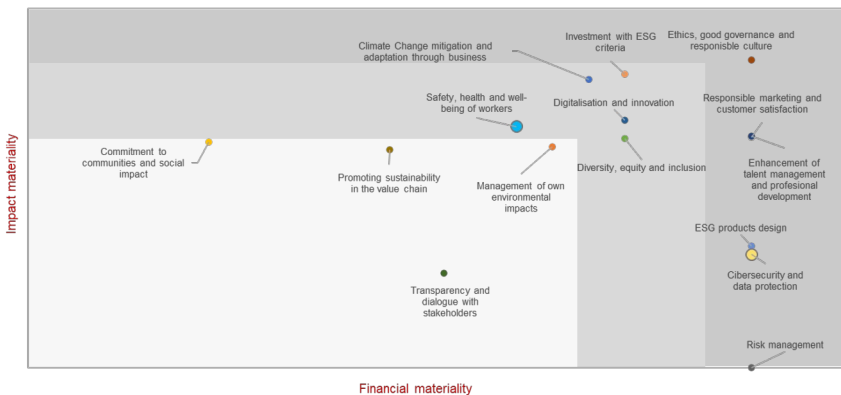 Ethics, good governance and
responisble culture
Investment with ESG
criteria
Climate Change mitigation and
adaptation through business
Safety, health and well-
being of workers
Digitalisation and innovation
Responsible marketing and
customer satisfaction
Commitment to
communities and social
impact
Promoting sustainability
in the value chain
Management of own
environmental
impacts
Diversity, equity and inclusion
Enhancement of
talent management
and profesional
development
ESG products design
Cibersecurity and
data protection
Transparency and
dialogue with
stakeholders
Risk management
Impact materiality
Financial materiality